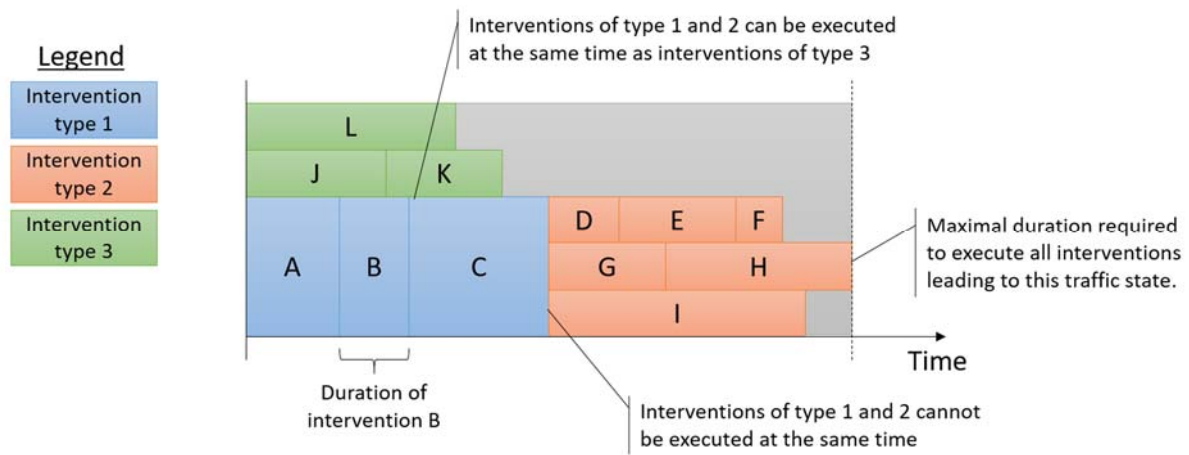 Interventions of type 1 and 2 can be executed
at the same time as interventions of type 3
Legend
Intervention
type 1
Intervention
type 2
Intervention
type 3
L
J K
A B C
D E F
G H
I
Maximal duration required
to execute all interventions
leading to this traffic state.
Time
Duration of
intervention B
Interventions of type 1 and 2 cannot
be executed at the same time